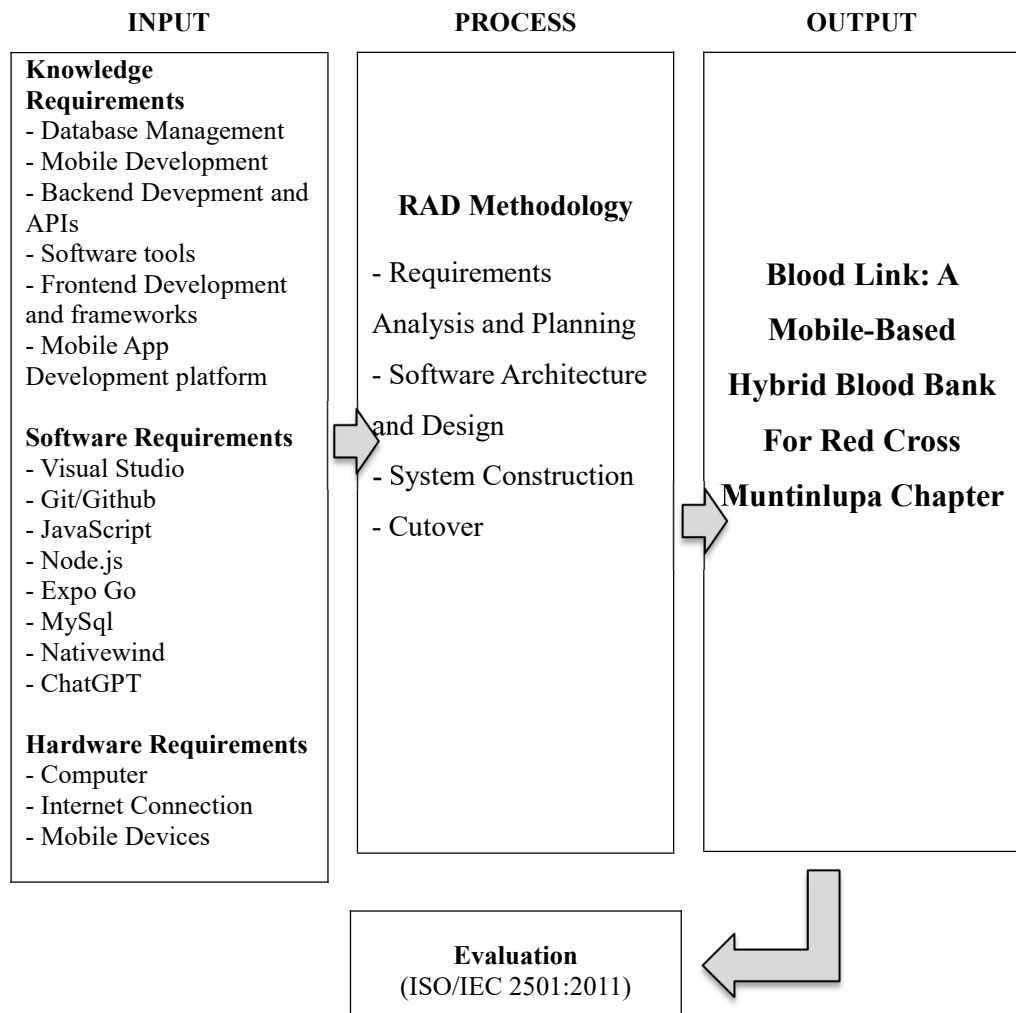 INPUT
PROCESS
OUTPUT
Knowledge
Requirements
- Database Management
- Mobile Development
- Backend Devepment and
APIs
- Software tools
- Frontend Development
and frameworks
- Mobile App
Development platform
Software Requirements
- Visual Studio
- Git/Github
- JavaScript
- Node.js
- Expo Go
- MySql
- Nativewind
- ChatGPT
Hardware Requirements
- Computer
- Internet Connection
- Mobile Devices
RAD Methodology
- Requirements
Analysis and Planning
- Software Architecture
and Design
- System Construction
- Cutover
Blood Link: A
Mobile-Based
Hybrid Blood Bank
For Red Cross
Muntinlupa Chapter
Evaluation
(ISO/IEC 2501:2011)